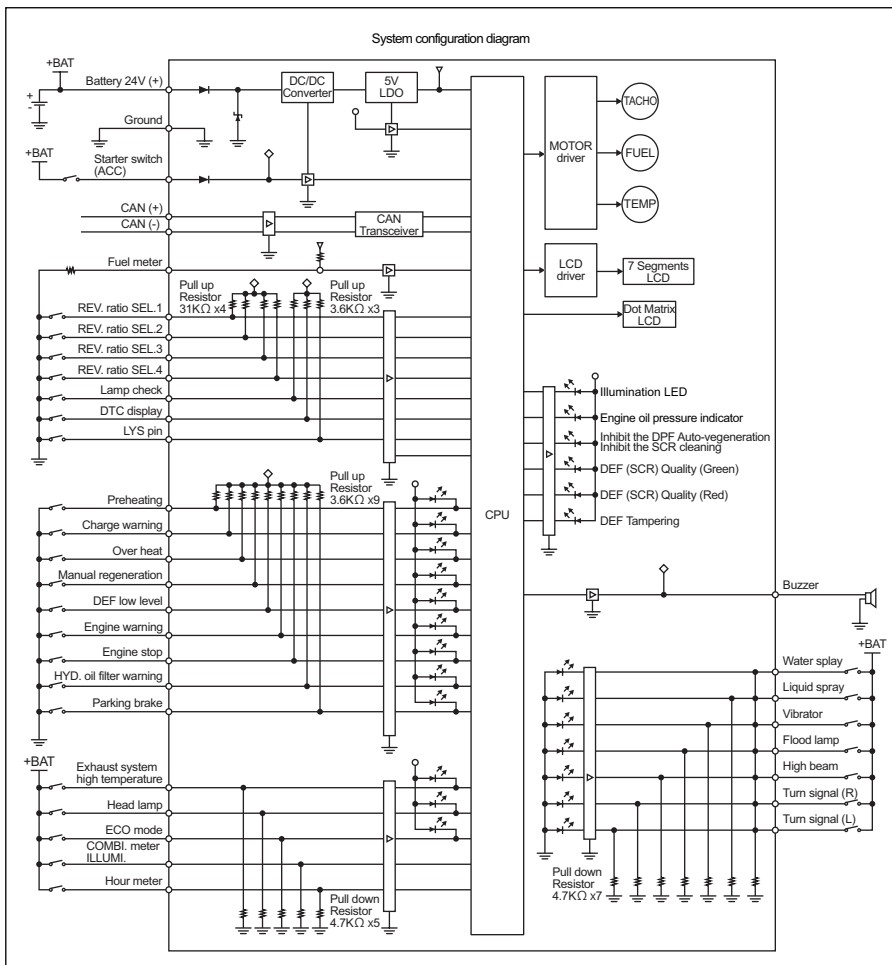 System configuration diagram
+BAT
Battery 24V (+)
+
-
Ground
+BAT
Starter switch
(ACC)
CAN (+)
CAN (-)
Fuel meter
DC/DC
Converter
5V
LDO
CAN
Transceiver
Pull up
Resistor
31KΩ x4
Pull up
Resistor
3.6KΩ x3
REV. ratio SEL.1
REV. ratio SEL.2
REV. ratio SEL.3
REV. ratio SEL.4
Lamp check
DTC display
LYS pin
Pull up
Resistor
3.6KΩ x9
Preheating
Charge warning
Over heat
Manual regeneration
DEF low level
Engine warning
Engine stop
HYD. oil filter warning
Parking brake
+BAT
Exhaust system
high temperature
Head lamp
ECO mode
COMBI. meter
ILLUMI.
Hour meter
Pull down
Resistor
4.7KΩ x5
CPU
MOTOR
driver
TACHO
FUEL
TEMP
LCD
driver
7 Segments
LCD
Dot Matrix
LCD
Illumination LED
Engine oil pressure indicator
Inhibit the DPF Auto-vegeneration
Inhibit the SCR cleaning
DEF (SCR) Quality (Green)
DEF (SCR) Quality (Red)
DEF Tampering
Buzzer
+BAT
Water splay
Liquid spray
Vibrator
Flood lamp
High beam
Turn signal (R)
Turn signal (L)
Pull down
Resistor
4.7KΩ x7